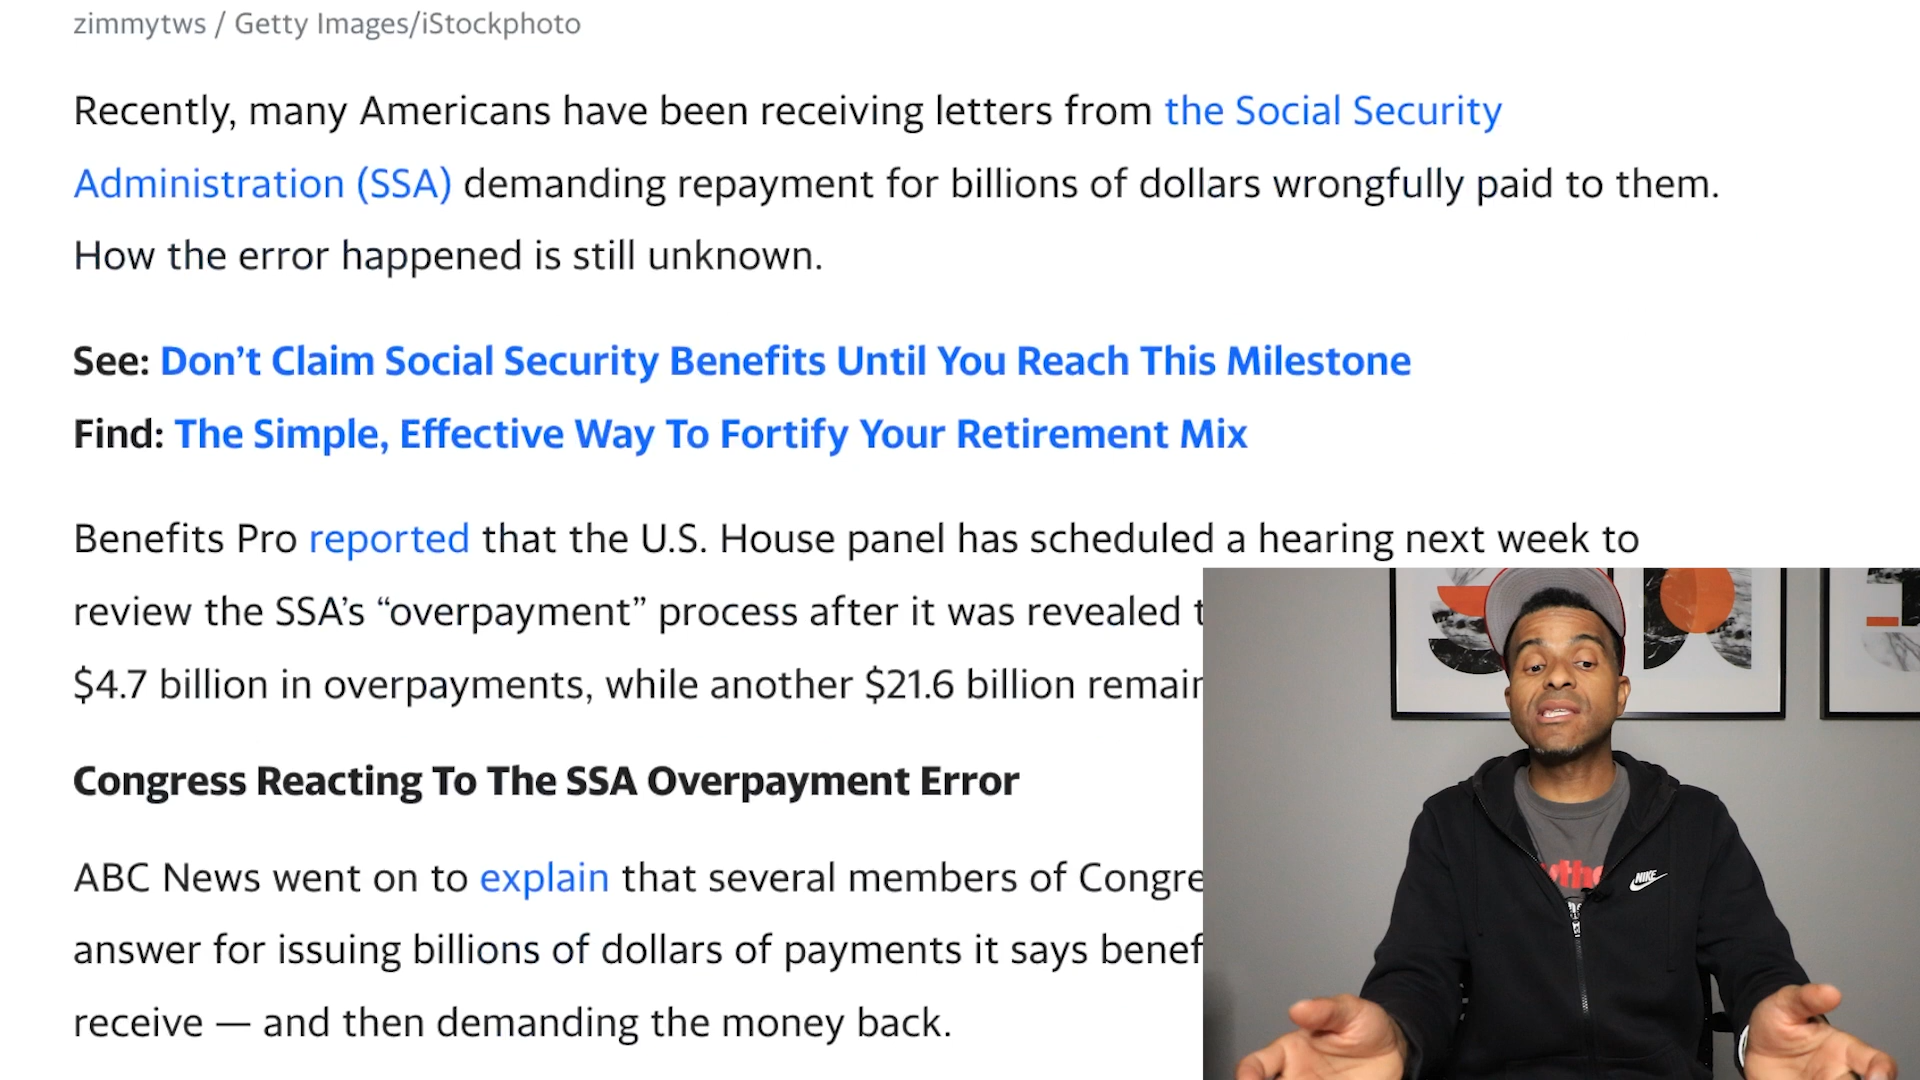 zimmytws / Getty Images/iStockphoto
Recently, many Americans have been receiving letters from the Social Security
Administration (SSA) demanding repayment for billions of dollars wrongfully paid to them.
How the error happened is still unknown.
See: Don’t Claim Social Security Benefits Until You Reach This Milestone
Find: The Simple, Effective Way To Fortify Your Retirement Mix
Benefits Pro reported that the U.S. House panel has scheduled a hearing next week to
review the SSA’s “overpayment” process after it was revealed
$4.7 billion in overpayments, while another $21.6 billion
Congress Reacting To The SSA Overpayment Error
ABC News went on to explain that several members of
answer for issuing billions of dollars of payments it says
receive — and then demanding the money back.
NIKE